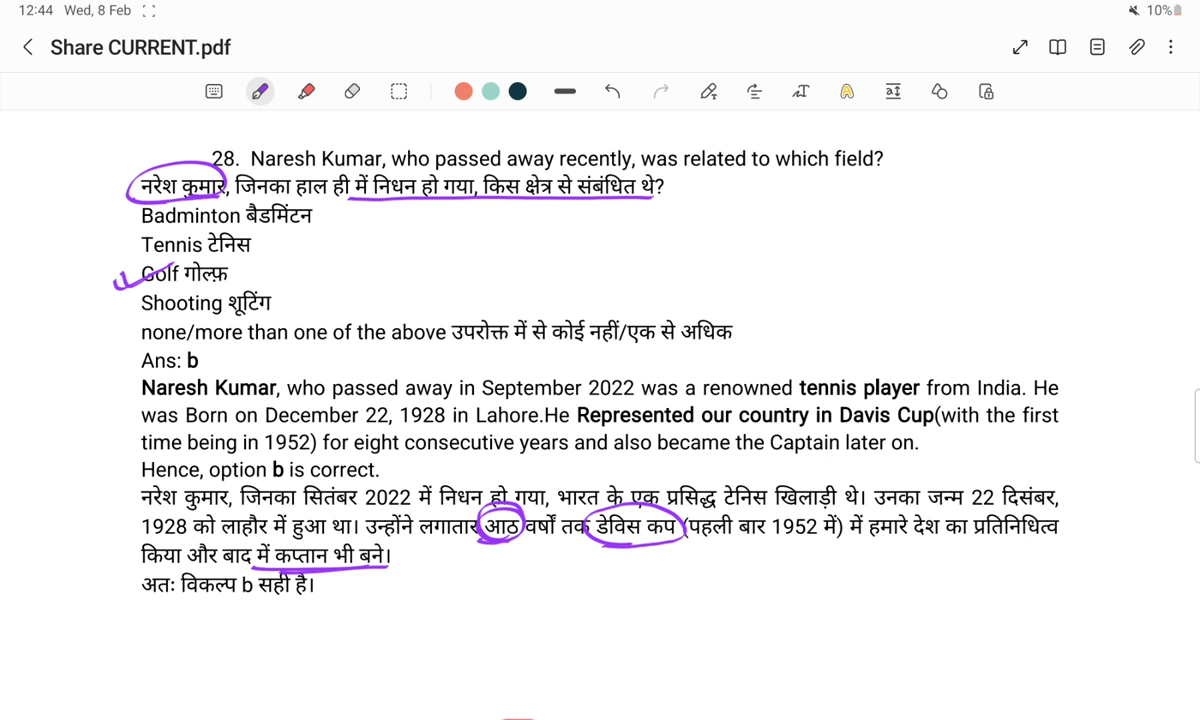 12:44 Wed, 8 Feb
10%
Share CURRENT.pdf
28. Naresh Kumar, who passed away recently, was related to which field?
नरेश कुमार, जिनका हाल ही में निधन हो गया, किस क्षेत्र से संबंधित थे?
Badminton बैडमिंटन
Tennis टेनिस
Golf गोल्फ़
Shooting शूटिंग
none/more than one of the above उपरोक्त में से कोई नहीं/एक से अधिक
Ans: b
Naresh Kumar, who passed away in September 2022 was a renowned tennis player from India. He
was Born on December 22, 1928 in Lahore.He Represented our country in Davis Cup(with the first
time being in 1952) for eight consecutive years and also became the Captain later on.
Hence, option b is correct.
नरेश कुमार, जिनका सितंबर 2022 में निधन हो गया, भारत के एक प्रसिद्ध टेनिस खिलाड़ी थे। उनका जन्म 22 दिसंबर,
1928 को लाहौर में हुआ था। उन्होंने लगातार आठ वर्षों तक डेविस कप (पहली बार 1952 में) में हमारे देश का प्रतिनिधित्व
किया और बाद में कप्तान भी बने।
अतः विकल्प b सही है।